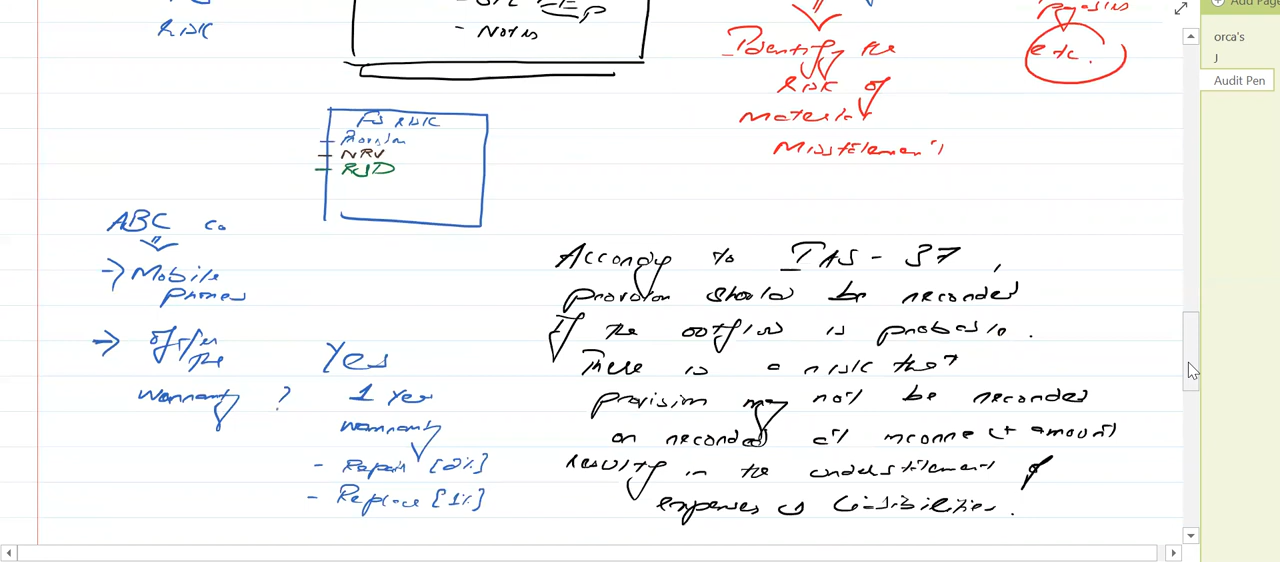 RISK
- Notes
Identify the
RISK of
Material
Misstatement
etc.
Add Page
orca's
J
Audit Pen
FS RISK
Provision
NRV
R&D
ABC co
→ Mobile
phones
→ Offer
the
warranty ?
Yes
1 Year
warranty
- Repair [2%]
- Replace [1%]
According to IAS - 37,
provision should be recorded
If the outflow is probable.
There is a risk that
provision may not be recorded
or recorded at incorrect amount
resulting in the understatement of
expenses & Liabilities.